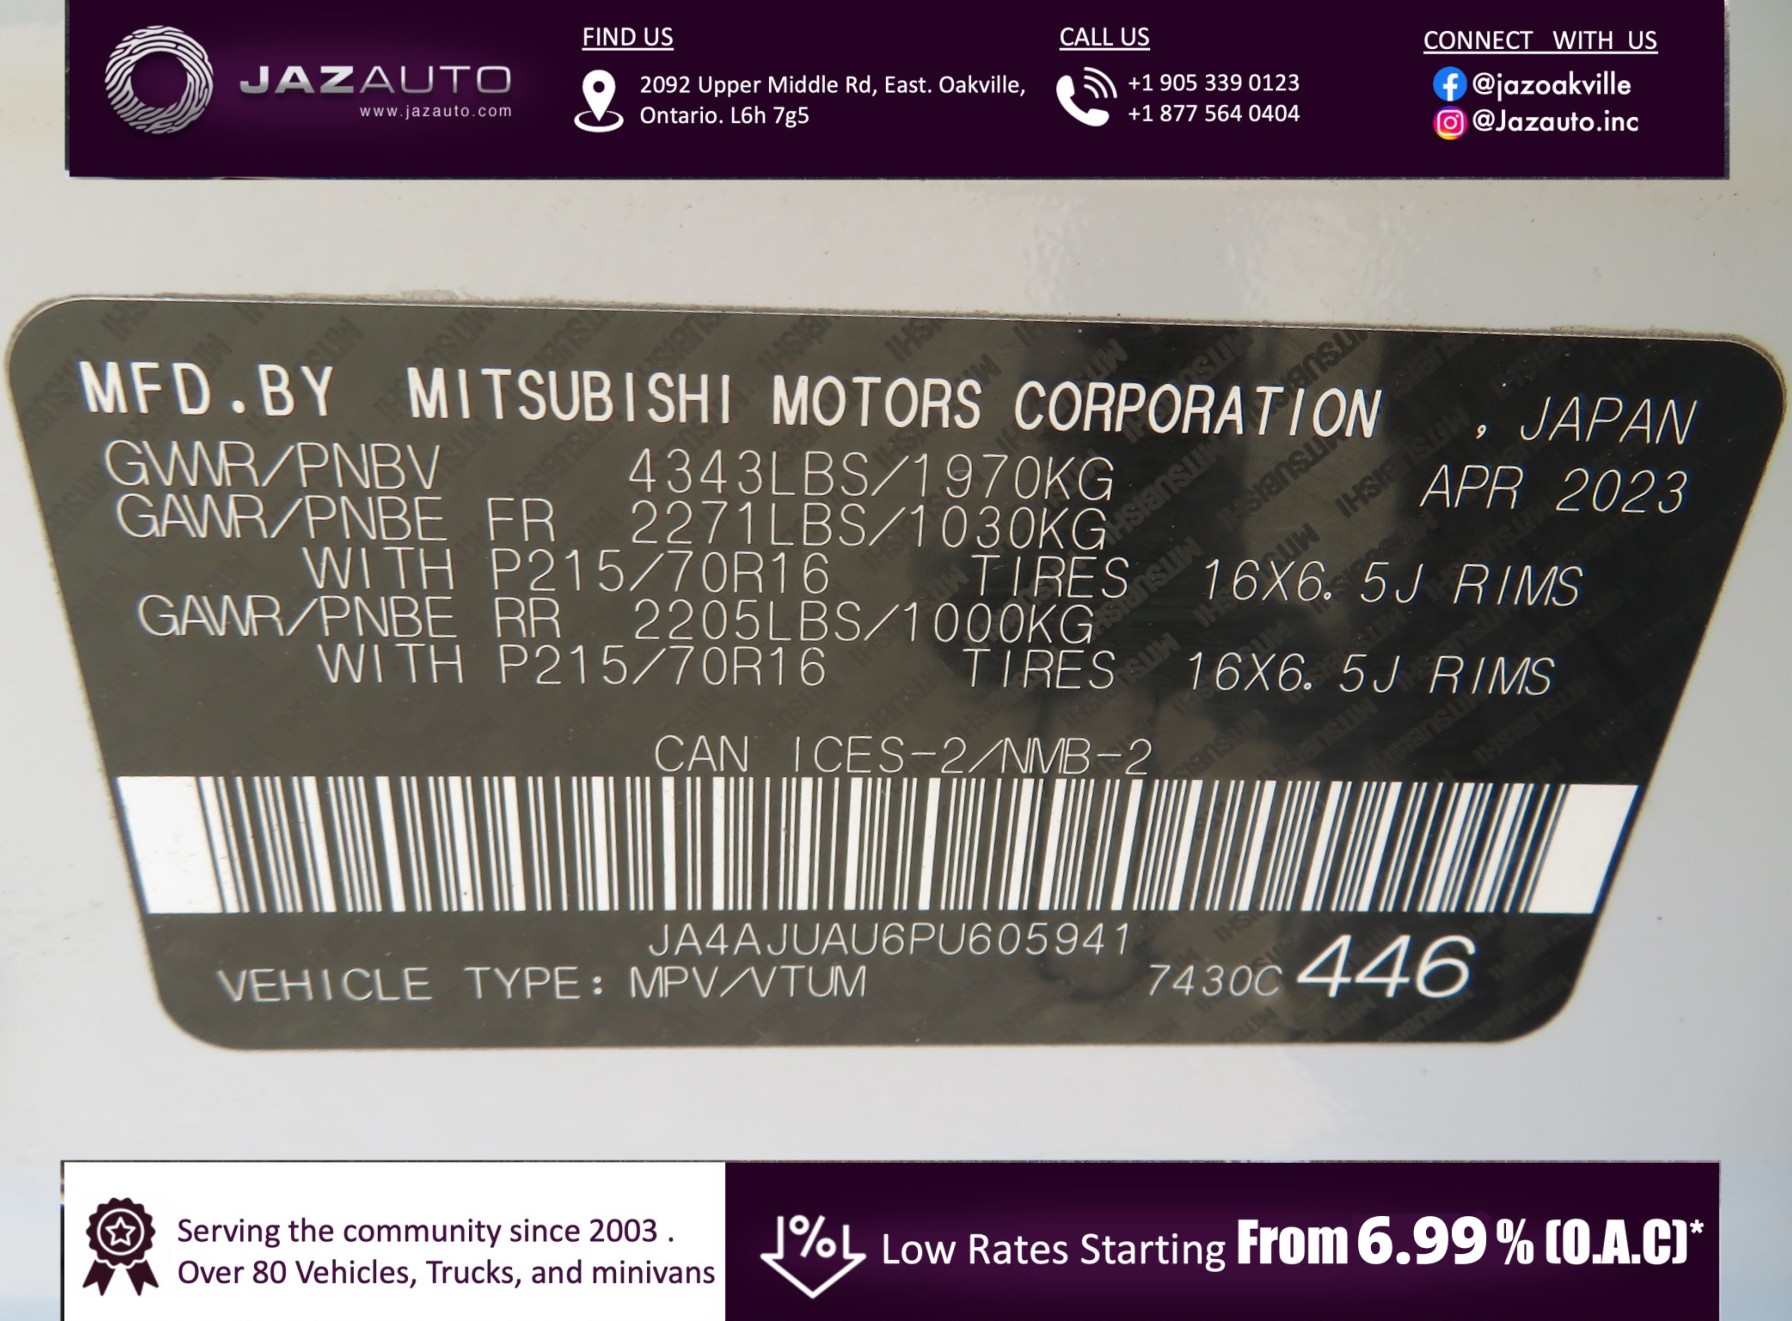 JAZAUTO
www.jazauto.com
FIND US
2092 Upper Middle Rd, East. Oakville,
Ontario. L6h 7g5
CALL US
+1 905 339 0123
+1 877 564 0404
CONNECT WITH US
@jazoakville
@Jazauto.inc
MFD.BY MITSUBISHI MOTORS CORPORATION , JAPAN
GVWR/PNBV 4343LBS/1970KG APR 2023
GAWR/PNBE FR 2271LBS/1030KG
WITH P215/70R16 TIRES 16X6.5J RIMS
GAWR/PNBE RR 2205LBS/1000KG
WITH P215/70R16 TIRES 16X6.5J RIMS
CAN ICES-2/NMB-2
JA4AJUAU6PU605941
VEHICLE TYPE: MPV/VTUM 7430C 446
Serving the community since 2003 .
Over 80 Vehicles, Trucks, and minivans
% Low Rates Starting From 6.99 % (O.A.C)*